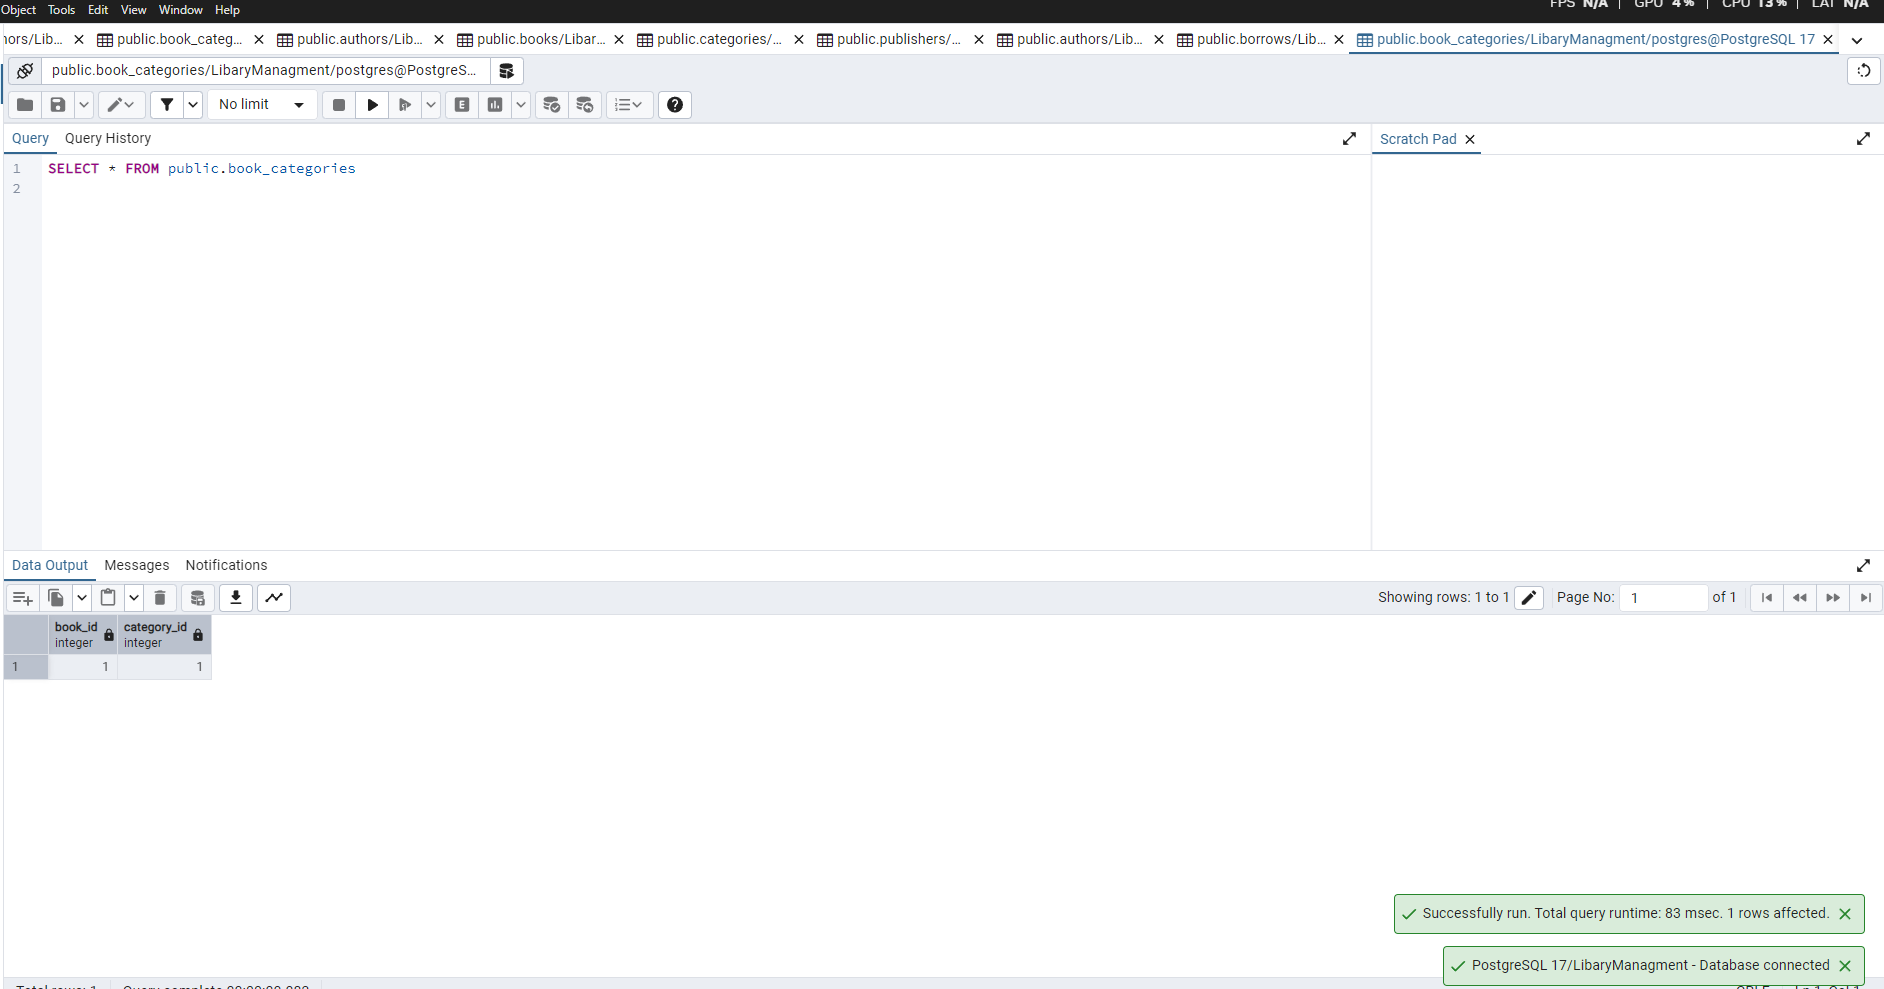 Object Tools Edit View Window Help
FPS N/A | GPU 4% | CPU 13% | LAT N/A
nors/Lib... public.book_categ... public.authors/Lib... public.books/Libar... public.categories/... public.publishers/... public.authors/Lib... public.borrows/Lib... public.book_categories/LibaryManagment/postgres@PostgreSQL 17
public.book_categories/LibaryManagment/postgres@PostgreS...
No limit
E
Query Query History
Scratch Pad
1 SELECT * FROM public.book_categories
2
Data Output Messages Notifications
Showing rows: 1 to 1 Page No: 1 of 1
book_id category_id
integer integer
1 1 1
Successfully run. Total query runtime: 83 msec. 1 rows affected.
PostgreSQL 17/LibaryManagment - Database connected
Total rows: 1 Query complete 00:00:00.083